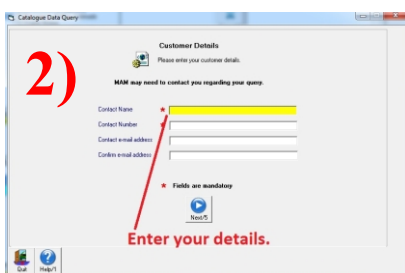 Catalogue Data Query
2)
Customer Details
Please enter your customer details.
MAM may need to contact you regarding your query.
Contact Name *
Contact Number *
Contact e-mail address
Confirm e-mail address
* Fields are mandatory
Next/5
Enter your details.
Quit Help/1